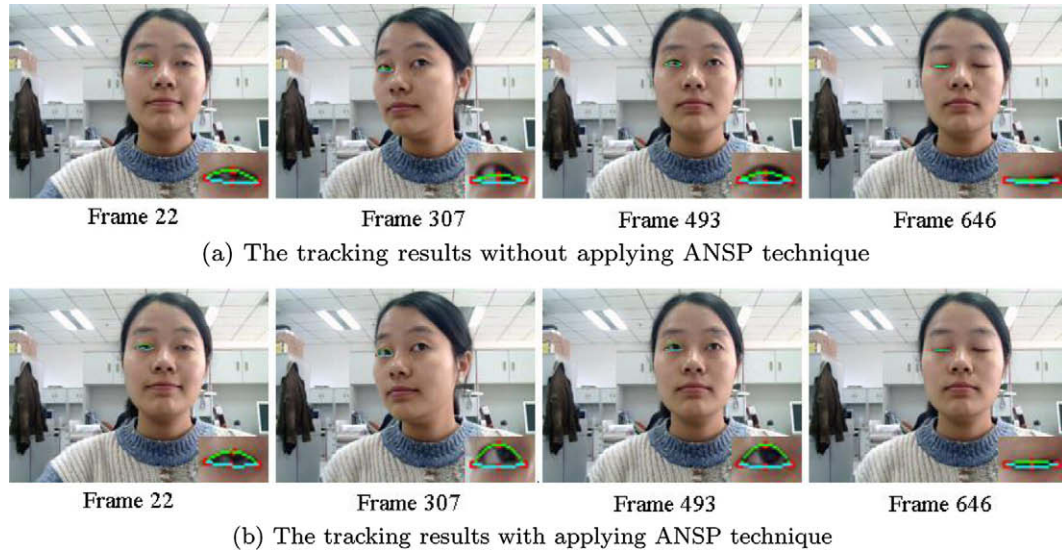 Frame 22 Frame 307 Frame 493 Frame 646
(a) The tracking results without applying ANSP technique
Frame 22 Frame 307 Frame 493 Frame 646
(b) The tracking results with applying ANSP technique